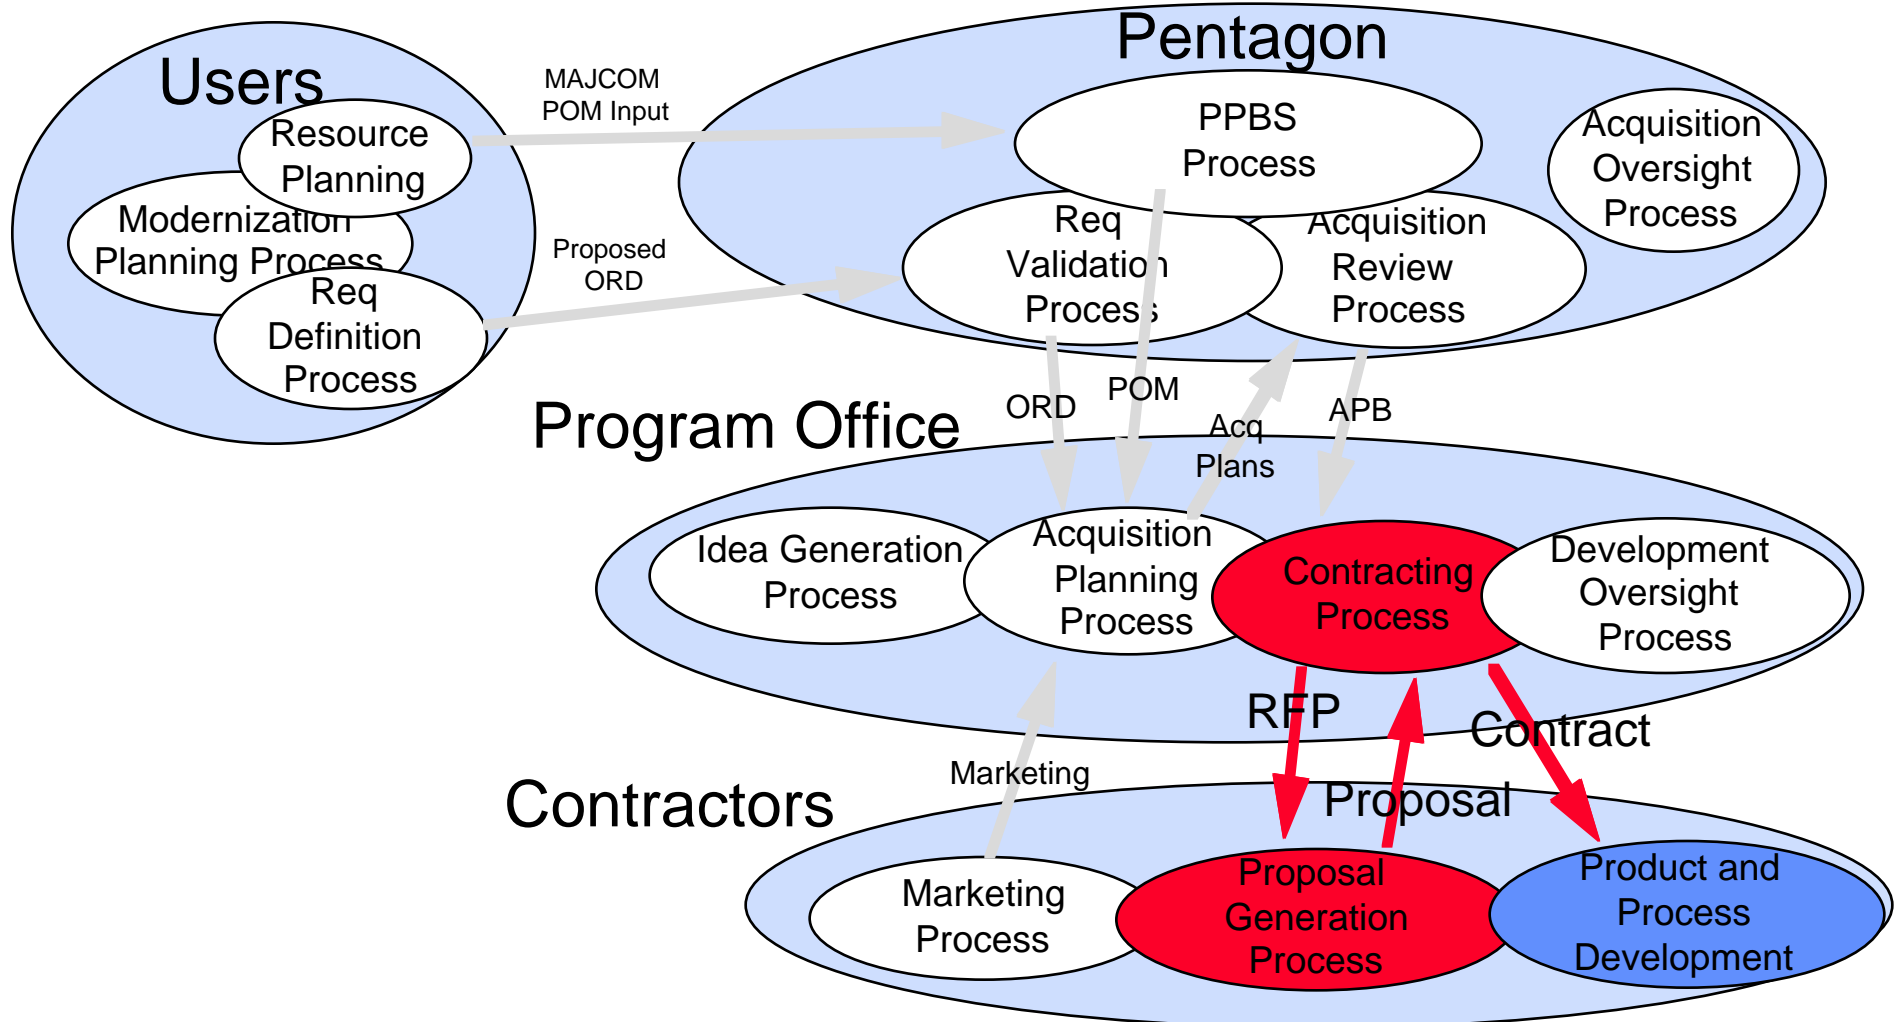 Users
Resource
Planning
Modernization
Planning Process
Req
Definition
Process
MAJCOM
POM Input
Proposed
ORD
Pentagon
PPBS
Process
Req
Validation
Process
Acquisition
Review
Process
Acquisition
Oversight
Process
ORD
POM
Acq
Plans
APB
Program Office
Idea Generation
Process
Acquisition
Planning
Process
Contracting
Process
Development
Oversight
Process
RFP
Contract
Marketing
Proposal
Contractors
Marketing
Process
Proposal
Generation
Process
Product and
Process
Development